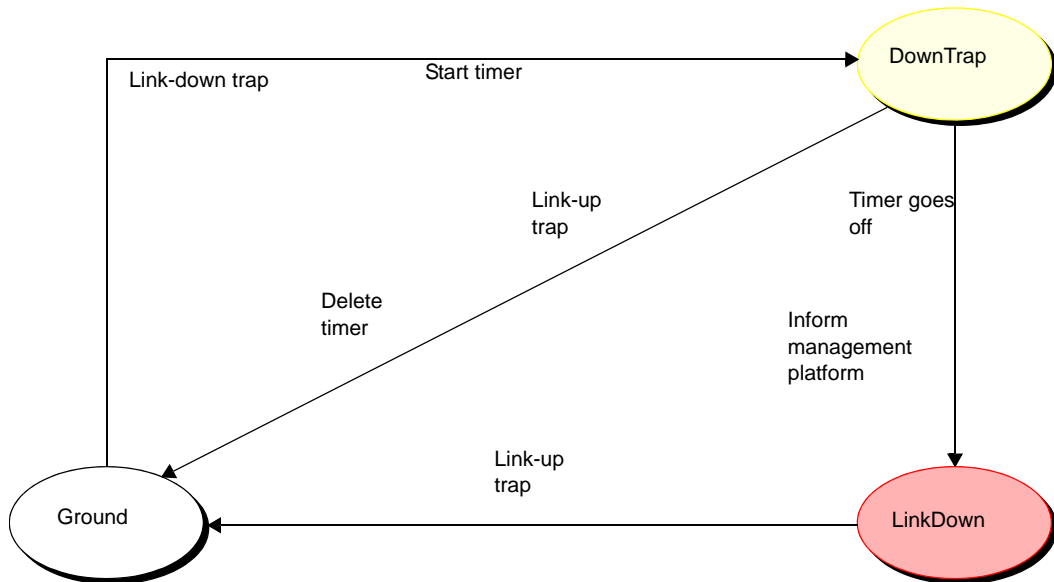 DownTrap
Link-down trap
Start timer
Link-up
trap
Timer goes
off
Delete
timer
Inform
management
platform
Link-up
trap
Ground
LinkDown